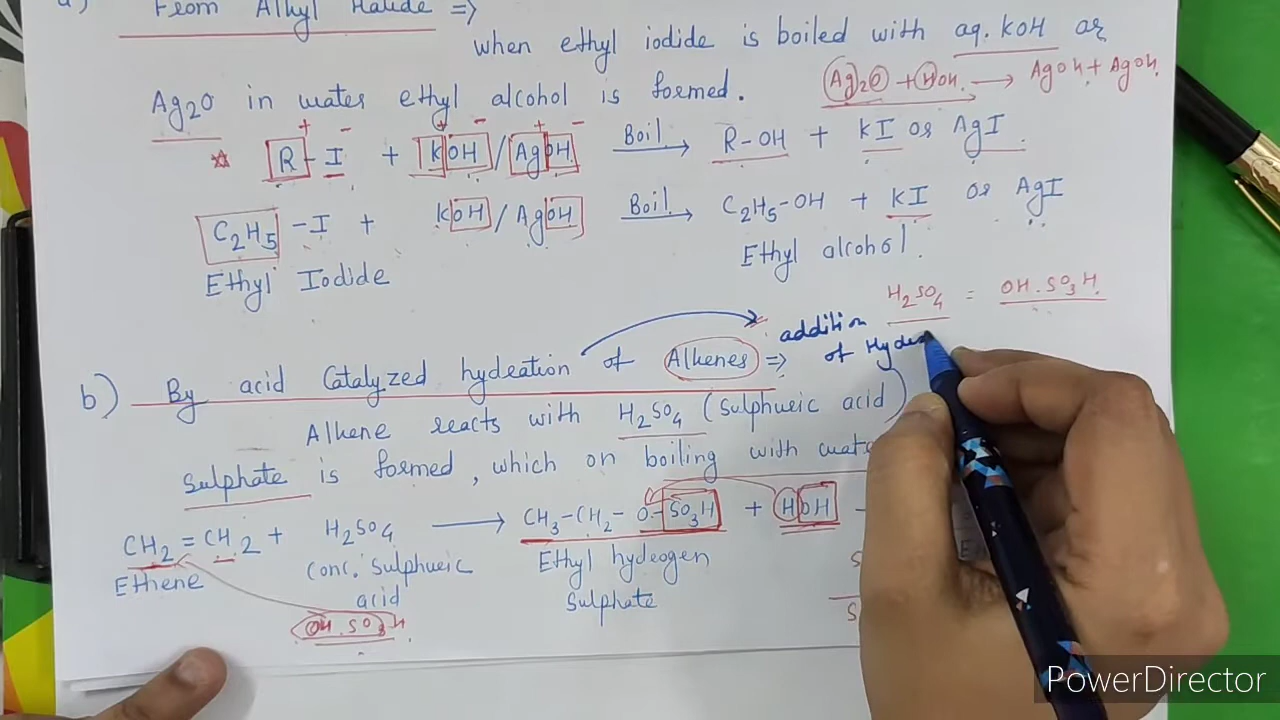 From Alkyl Halide =>
when ethyl iodide is boiled with aq. KOH or
Ag2O in water ethyl alcohol is formed.
Ag2O + HOH → AgOH + AgOH
R - I + KOH / AgOH Boil → R-OH + KI or AgI
C2H5 - I + KOH / AgOH Boil → C2H5-OH + KI or AgI
Ethyl Iodide Ethyl alcohol.
H2SO4 = OH.SO3H
addition
of Hyd
b) By acid Catalyzed hydration of Alkenes =>
Alkene reacts with H2SO4 (Sulphuric acid)
Sulphate is formed, which on boiling with
CH2 = CH2 + H2SO4 → CH3-CH2-O-SO3H + HOH
Ethene Conc. Sulphuric acid Ethyl hydrogen Sulphate
OH.SO3H
PowerDirector